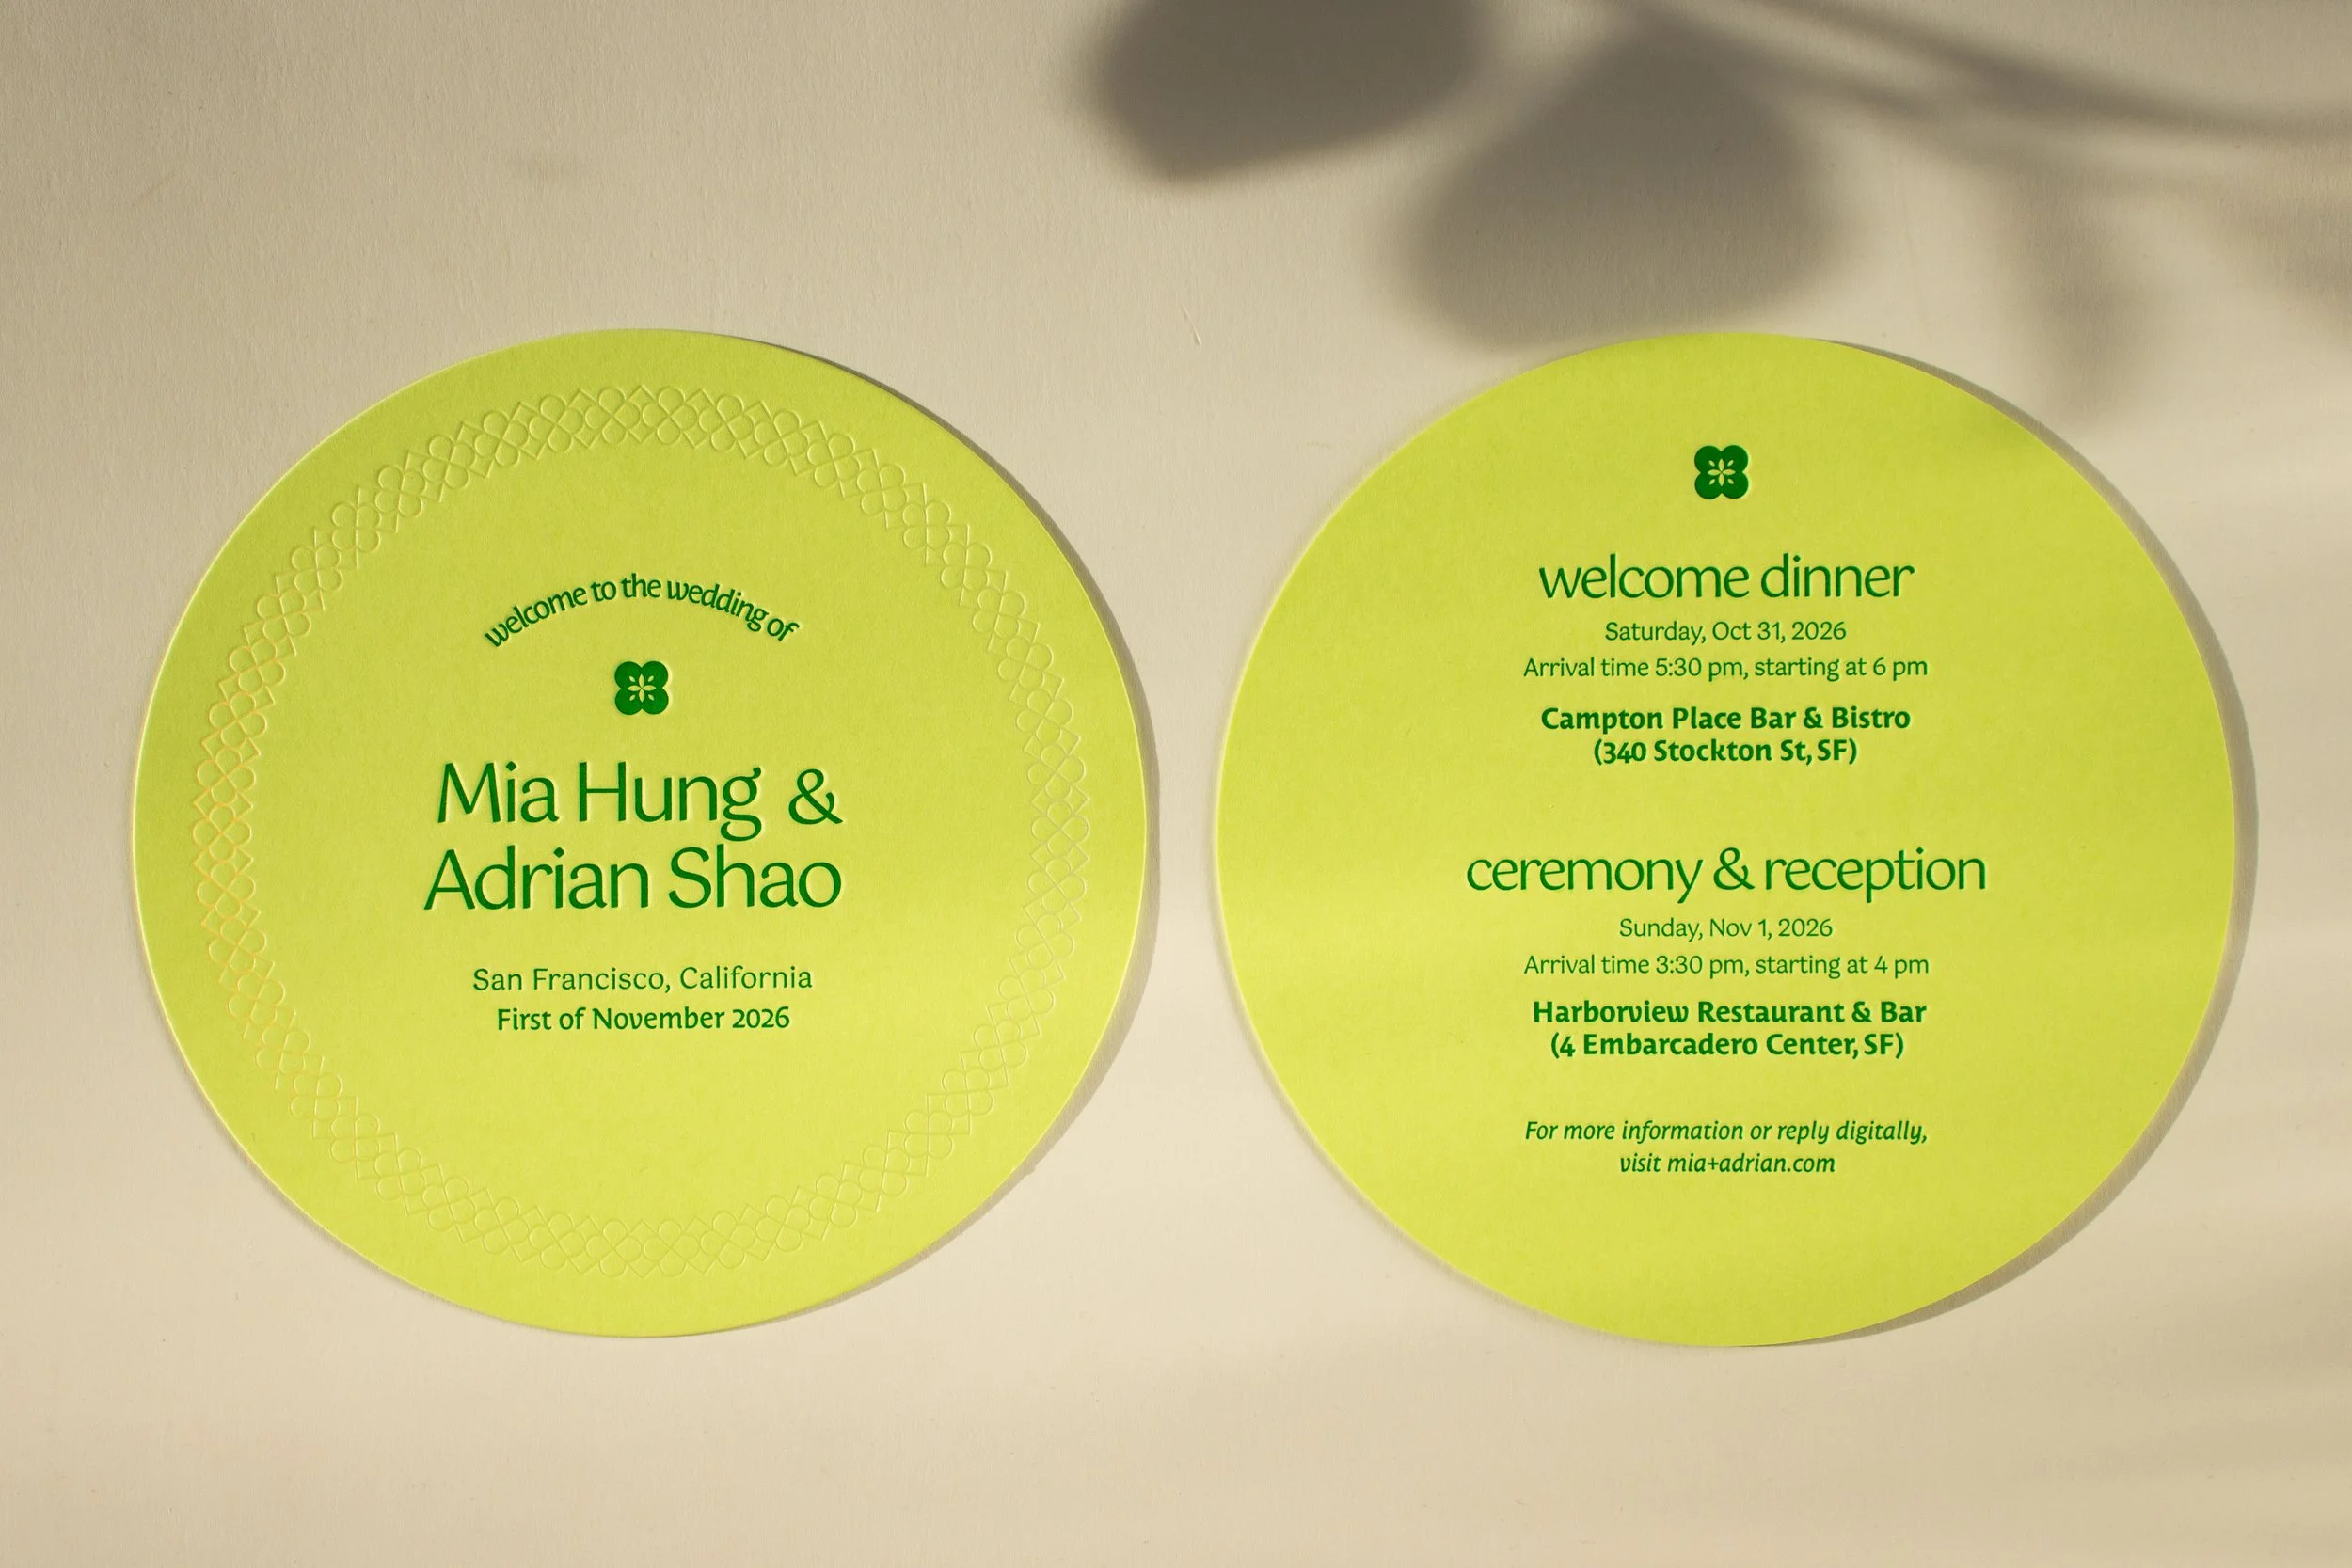 welcome to the wedding of
Mia Hung &
Adrian Shao
San Francisco, California
First of November 2026
welcome dinner
Saturday, Oct 31, 2026
Arrival time 5:30 pm, starting at 6 pm
Campton Place Bar & Bistro
(340 Stockton St, SF)
ceremony & reception
Sunday, Nov 1, 2026
Arrival time 3:30 pm, starting at 4 pm
Harborview Restaurant & Bar
(4 Embarcadero Center, SF)
For more information or reply digitally,
visit mia+adrian.com